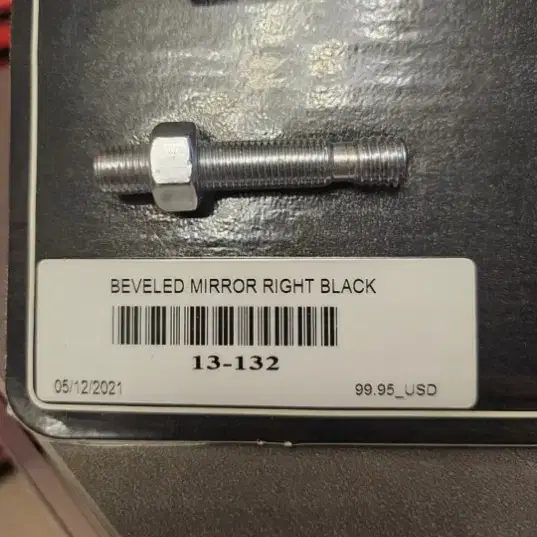 BEVELED MIRROR RIGHT BLACK
13-132
05/12/2021 99.95_USD